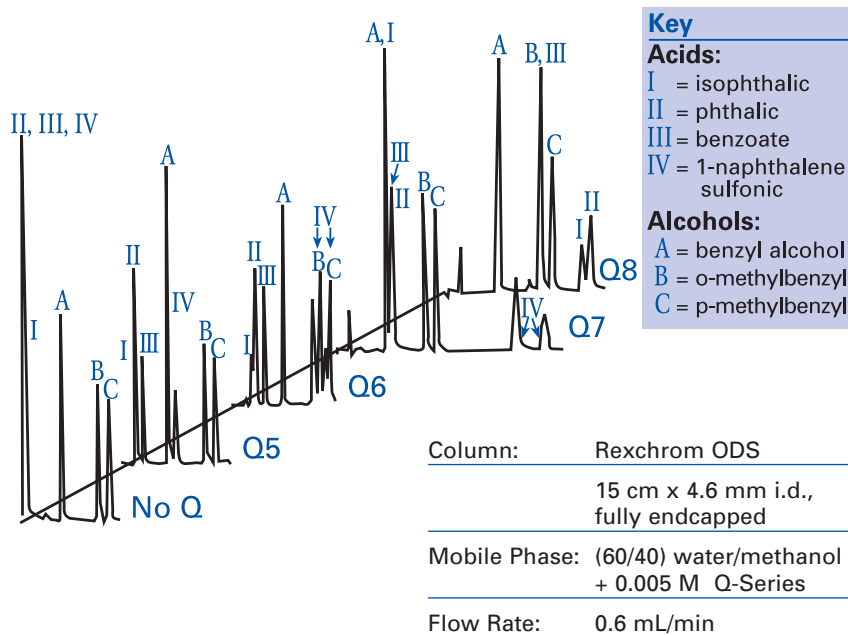 II, III, IV
I
A
B
C
No Q
II
I
III
A
IV
B
C
Q5
II
I
III
A
IV
B
C
Q6
A, I
III
II
B
C
IV
Q7
A
B, III
C
I
II
Q8
Key
Acids:
I = isophthalic
II = phthalic
III = benzoate
IV = 1-naphthalene
sulfonic
Alcohols:
A = benzyl alcohol
B = o-methylbenzyl
C = p-methylbenzyl
Column: Rexchrom ODS
15 cm x 4.6 mm i.d.,
fully endcapped
Mobile Phase: (60/40) water/methanol
+ 0.005 M Q-Series
Flow Rate: 0.6 mL/min